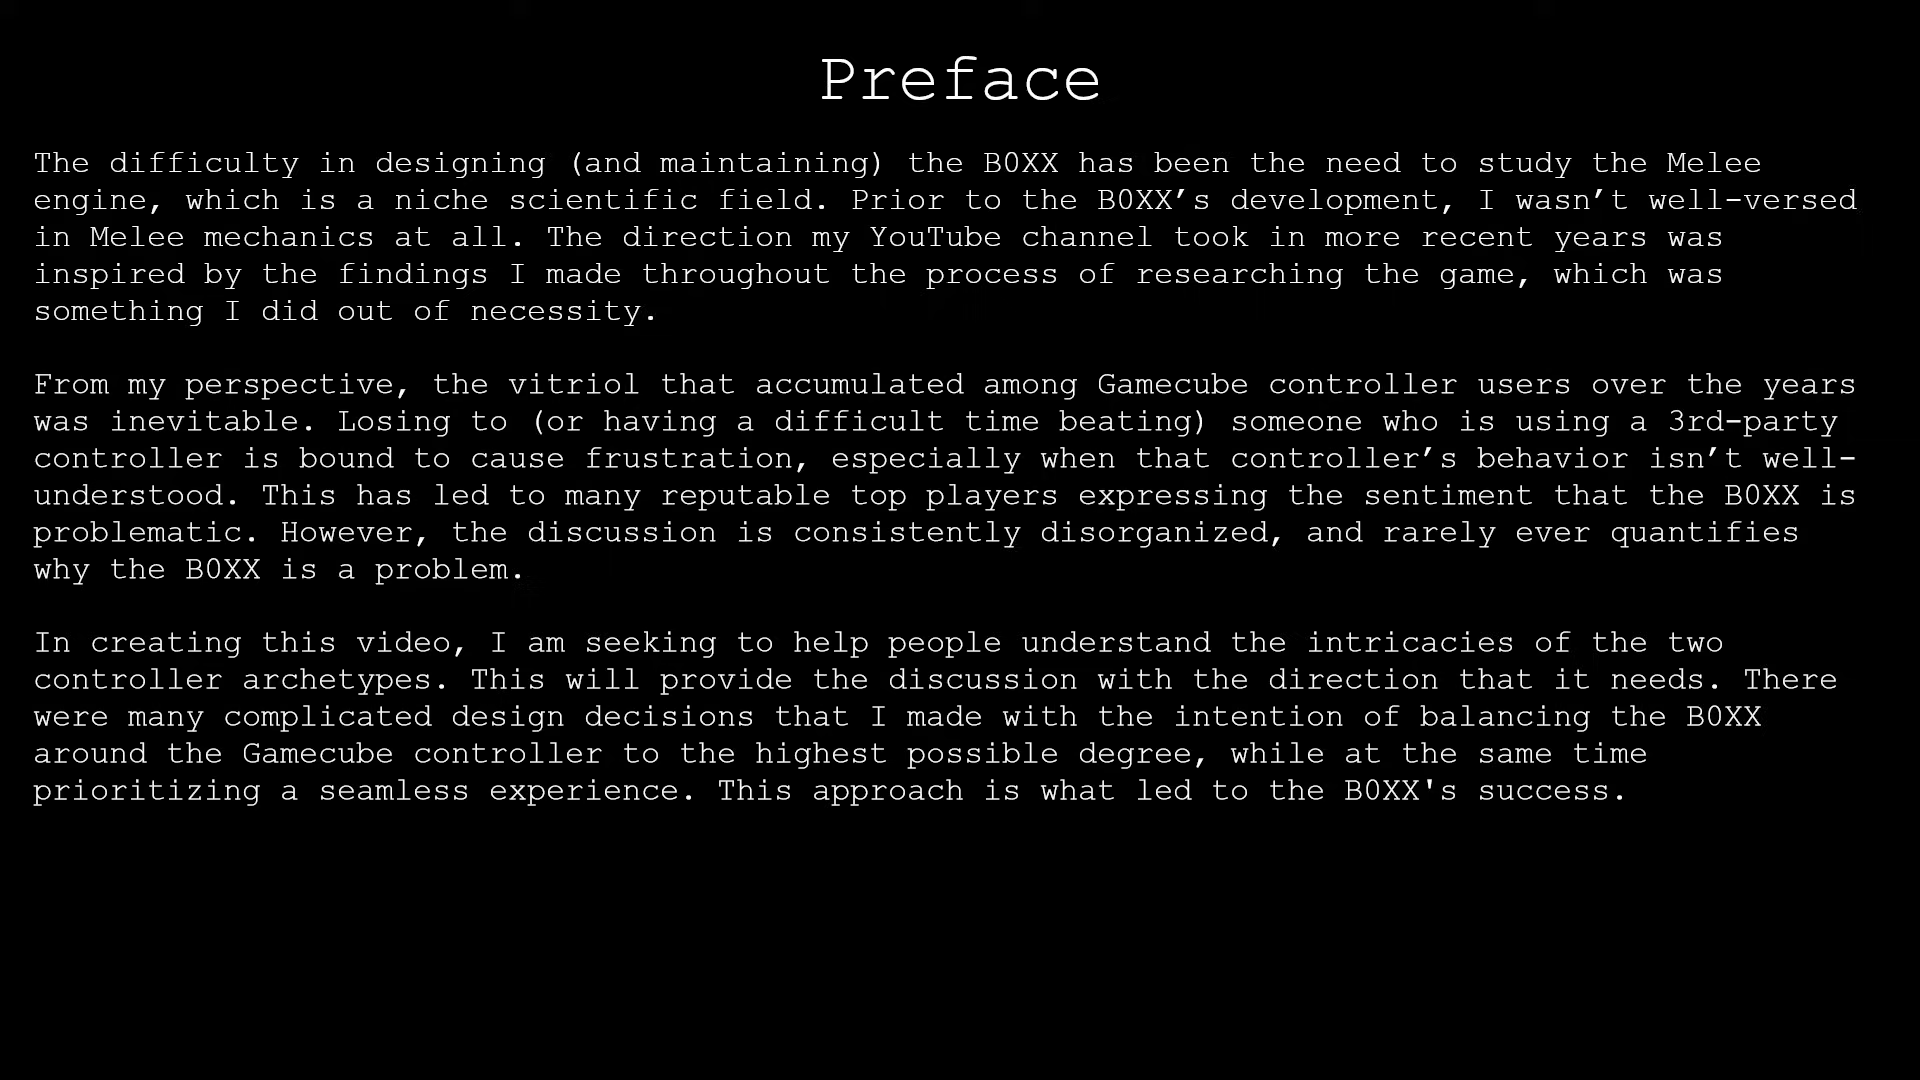 Preface
The difficulty in designing (and maintaining) the B0XX has been the need to study the Melee
engine, which is a niche scientific field. Prior to the B0XX’s development, I wasn’t well-versed
in Melee mechanics at all. The direction my YouTube channel took in more recent years was
inspired by the findings I made throughout the process of researching the game, which was
something I did out of necessity.
From my perspective, the vitriol that accumulated among Gamecube controller users over the years
was inevitable. Losing to (or having a difficult time beating) someone who is using a 3rd-party
controller is bound to cause frustration, especially when that controller’s behavior isn’t well-
understood. This has led to many reputable top players expressing the sentiment that the B0XX is
problematic. However, the discussion is consistently disorganized, and rarely ever quantifies
why the B0XX is a problem.
In creating this video, I am seeking to help people understand the intricacies of the two
controller archetypes. This will provide the discussion with the direction that it needs. There
were many complicated design decisions that I made with the intention of balancing the B0XX
around the Gamecube controller to the highest possible degree, while at the same time
prioritizing a seamless experience. This approach is what led to the B0XX's success.